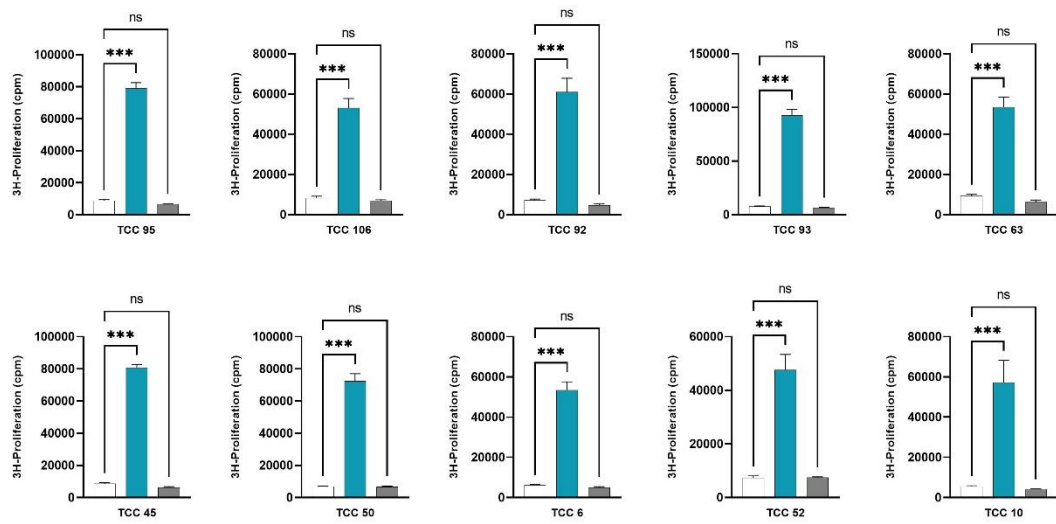 ns
***
3H-Proliferation (cpm)
100000
80000
60000
40000
20000
0
TCC 95
ns
***
3H-Proliferation (cpm)
80000
60000
40000
20000
0
TCC 106
ns
***
3H-Proliferation (cpm)
80000
60000
40000
20000
0
TCC 92
ns
***
3H-Proliferation (cpm)
150000
100000
50000
0
TCC 93
ns
***
3H-Proliferation (cpm)
80000
60000
40000
20000
0
TCC 63
ns
***
3H-Proliferation (cpm)
100000
80000
60000
40000
20000
0
TCC 45
ns
***
3H-Proliferation (cpm)
100000
80000
60000
40000
20000
0
TCC 50
ns
***
3H-Proliferation (cpm)
80000
60000
40000
20000
0
TCC 6
ns
***
3H-Proliferation (cpm)
60000
40000
20000
0
TCC 52
ns
***
3H-Proliferation (cpm)
80000
60000
40000
20000
0
TCC 10